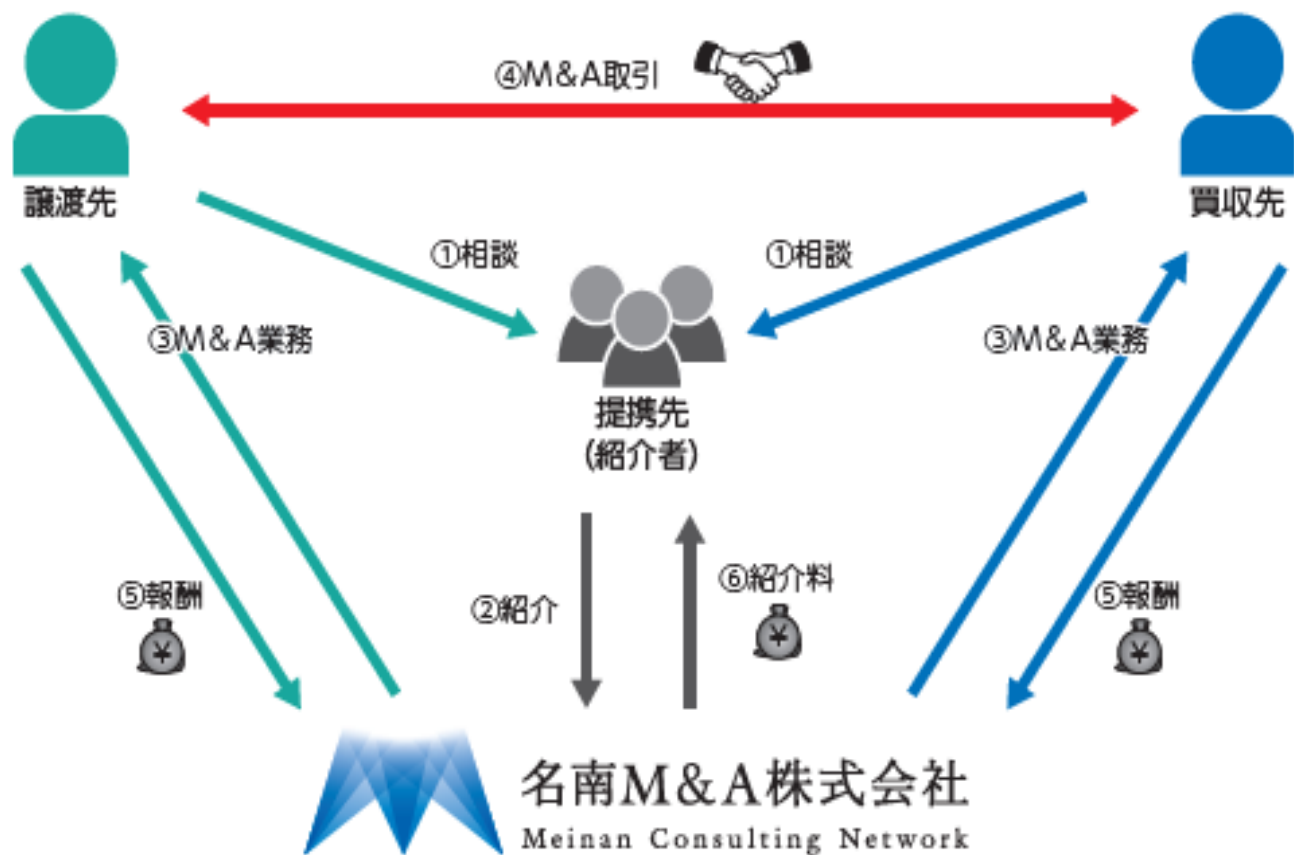 ④M&A取引
譲渡先
買収先
①相談
①相談
③M&A業務
③M&A業務
提携先
(紹介者)
⑤報酬
¥
②紹介
⑥紹介料
¥
⑤報酬
¥
名南M&A株式会社
Meinan Consulting Network